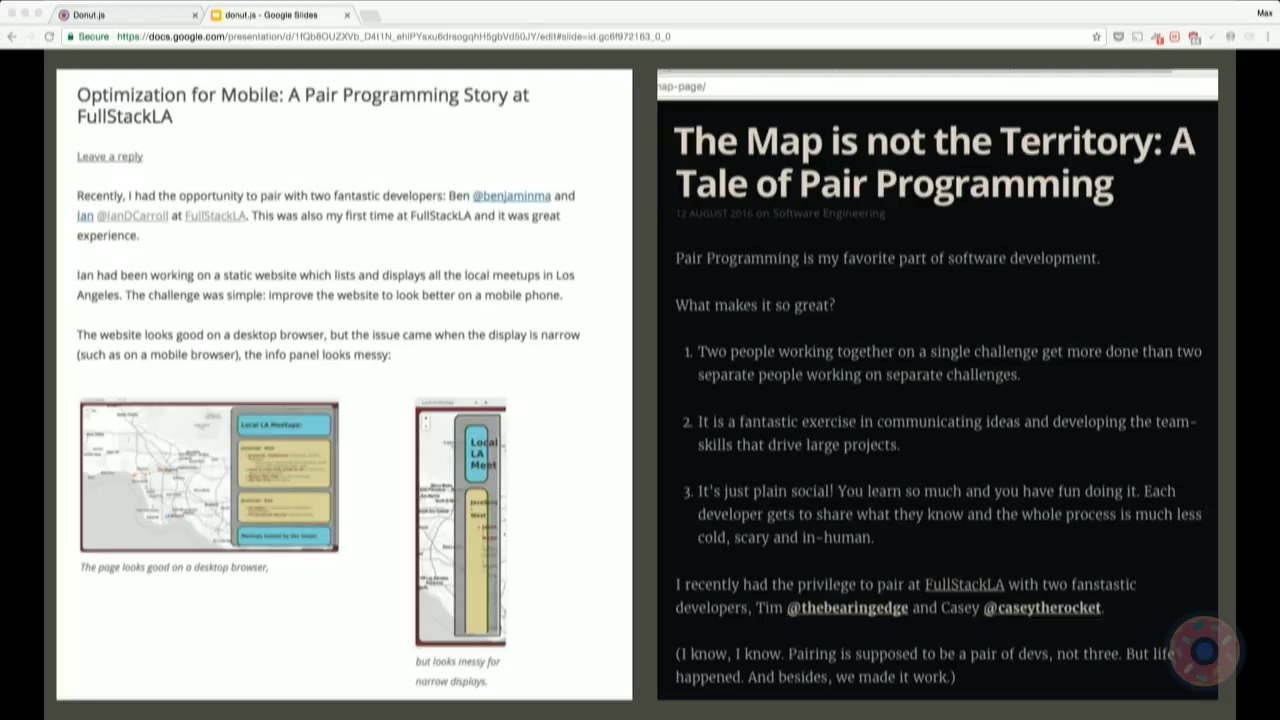 Donut.js
donut.js - Google Slides
Max
Secure
Optimization for Mobile: A Pair Programming Story at
FullStackLA
Leave a reply
Recently, I had the opportunity to pair with two fantastic developers: Ben @benjaminma and
Ian @IanDCarroll at FullStackLA. This was also my first time at FullStackLA and it was great
experience.
Ian had been working on a static website which lists and displays all the local meetups in Los
Angeles. The challenge was simple: improve the website to look better on a mobile phone.
The website looks good on a desktop browser, but the issue came when the display is narrow
(such as on a mobile browser), the info panel looks messy:
Local LA Meetups:
The page looks good on a desktop browser,
Local
LA
Meet
but looks messy for
narrow displays.
map-page/
The Map is not the Territory: A
Tale of Pair Programming
12 AUGUST 2016 on Software Engineering
Pair Programming is my favorite part of software development.
What makes it so great?
1. Two people working together on a single challenge get more done than two
separate people working on separate challenges.
2. It is a fantastic exercise in communicating ideas and developing the team-
skills that drive large projects.
3. It's just plain social! You learn so much and you have fun doing it. Each
developer gets to share what they know and the whole process is much less
cold, scary and in-human.
I recently had the privilege to pair at FullStackLA with two fanstastic
developers, Tim @thebearingedge and Casey @caseytherocket.
(I know, I know. Pairing is supposed to be a pair of devs, not three. But life
happened. And besides, we made it work.)